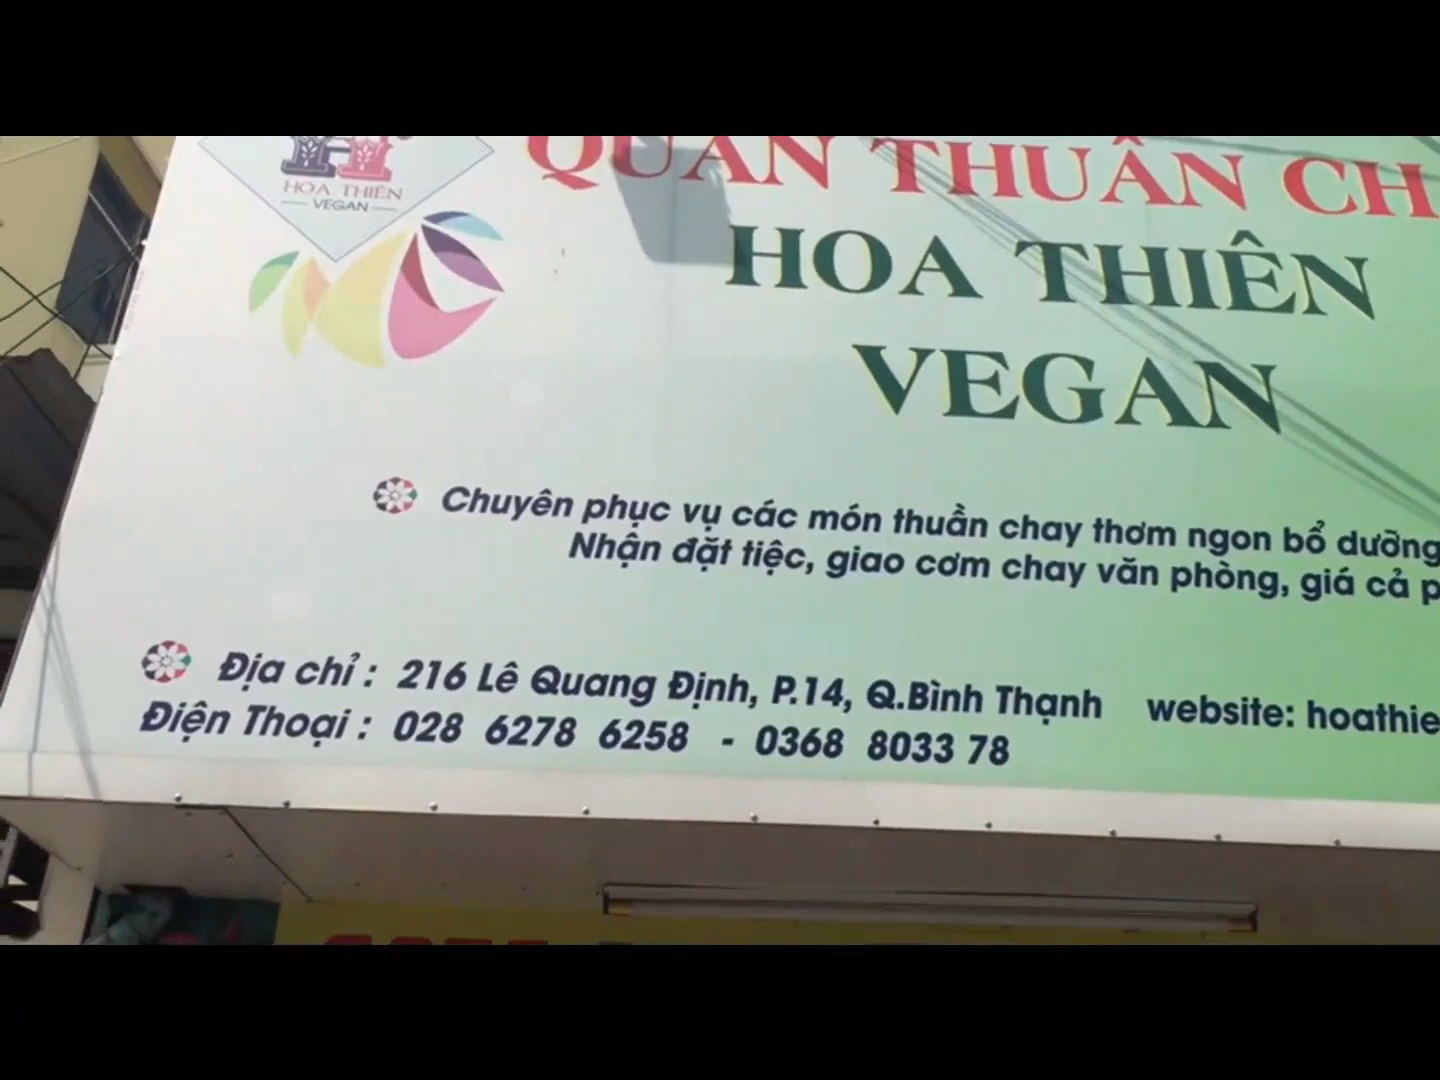 HOA THIÊN
VEGAN
QUÁN THUẦN CH
HOA THIÊN
VEGAN
Chuyên phục vụ các món thuần chay thơm ngon bổ dưỡng
Nhận đặt tiệc, giao cơm chay văn phòng, giá cả p
Địa chỉ : 216 Lê Quang Định, P.14, Q.Bình Thạnh website: hoathie
Điện Thoại : 028 6278 6258 - 0368 8033 78